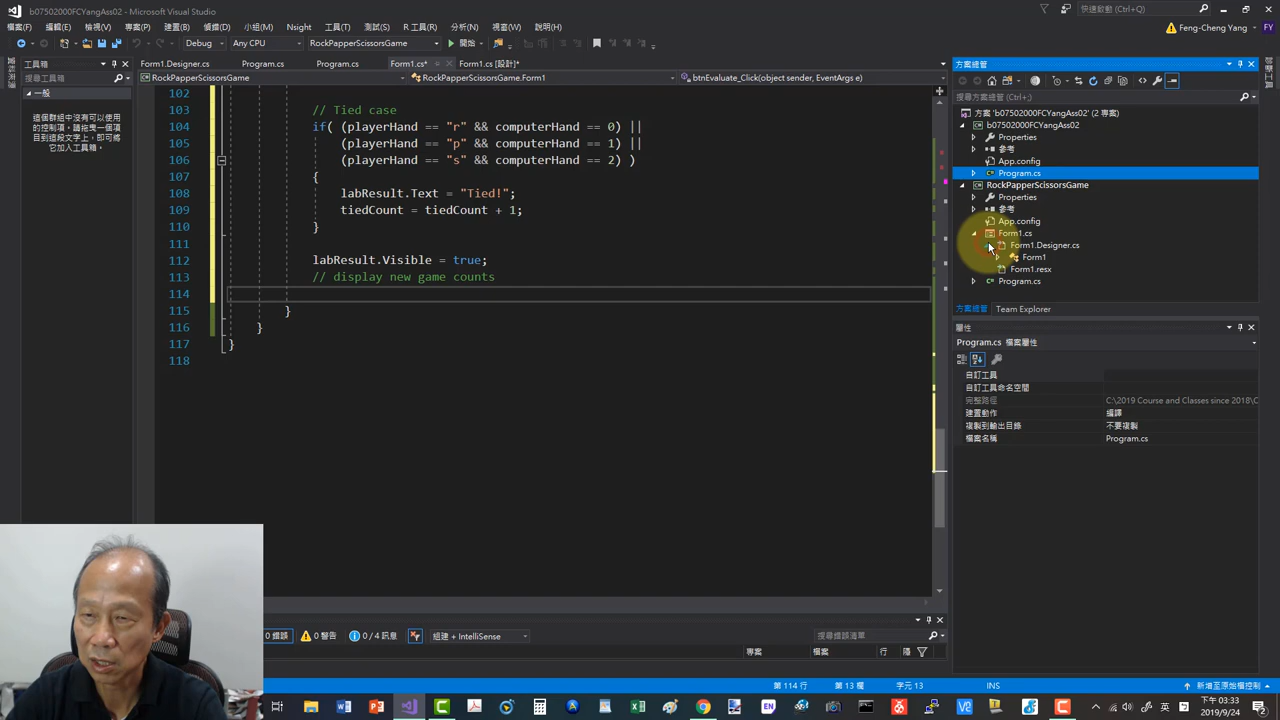 b07502000FCYangAss02 - Microsoft Visual Studio
快速啟動 (Ctrl+Q)
檔案(F) 編輯(E) 檢視(V) 專案(P) 建置(B) 偵錯(D) 小組(M) 工具(T) 測試(S) R 工具(R) 分析(N) 視窗(W) 說明(H)
Feng-Cheng Yang FY
Debug Any CPU RockPapperScissorsGame 開始
工具箱
Form1.Designer.cs Program.cs Program.cs Form1.cs* Form1.cs [設計]*
方案總管
搜尋工具箱
RockPapperScissorsGame RockPapperScissorsGame.Form1 btnEvaluate_Click(object sender, EventArgs e)
一般
這個群組中沒有可以使用
的控制項。請拖曳一個項
目到這段文字上，即可將
它加入工具箱。
102
103 // Tied case
104 if( (playerHand == "r" && computerHand == 0) ||
105 (playerHand == "p" && computerHand == 1) ||
106 (playerHand == "s" && computerHand == 2) )
107 {
108 labResult.Text = "Tied!";
109 tiedCount = tiedCount + 1;
110 }
111
112 labResult.Visible = true;
113 // display new game counts
114
115 }
116 }
117 }
118
搜尋方案總管 (Ctrl+;)
方案 'b07502000FCYangAss02' (2 專案)
b07502000FCYangAss02
Properties
參考
App.config
Program.cs
RockPapperScissorsGame
Properties
參考
App.config
Form1.cs
Form1.Designer.cs
Form1
Form1.resx
Program.cs
方案總管 Team Explorer
屬性
Program.cs 檔案屬性
自訂工具
自訂工具命名空間
完整路徑 C:\2019 Course and Classes since 2018\C
建置動作 編譯
複製到輸出目錄 不要複製
檔案名稱 Program.cs
0 錯誤 0 警告 0/4 訊息 組建 + IntelliSense 搜尋錯誤清單
專案 檔案 行
第 114 行 第 13 欄 字元 13 INS 新增至原始檔控制
下午 03:33
2019/9/24